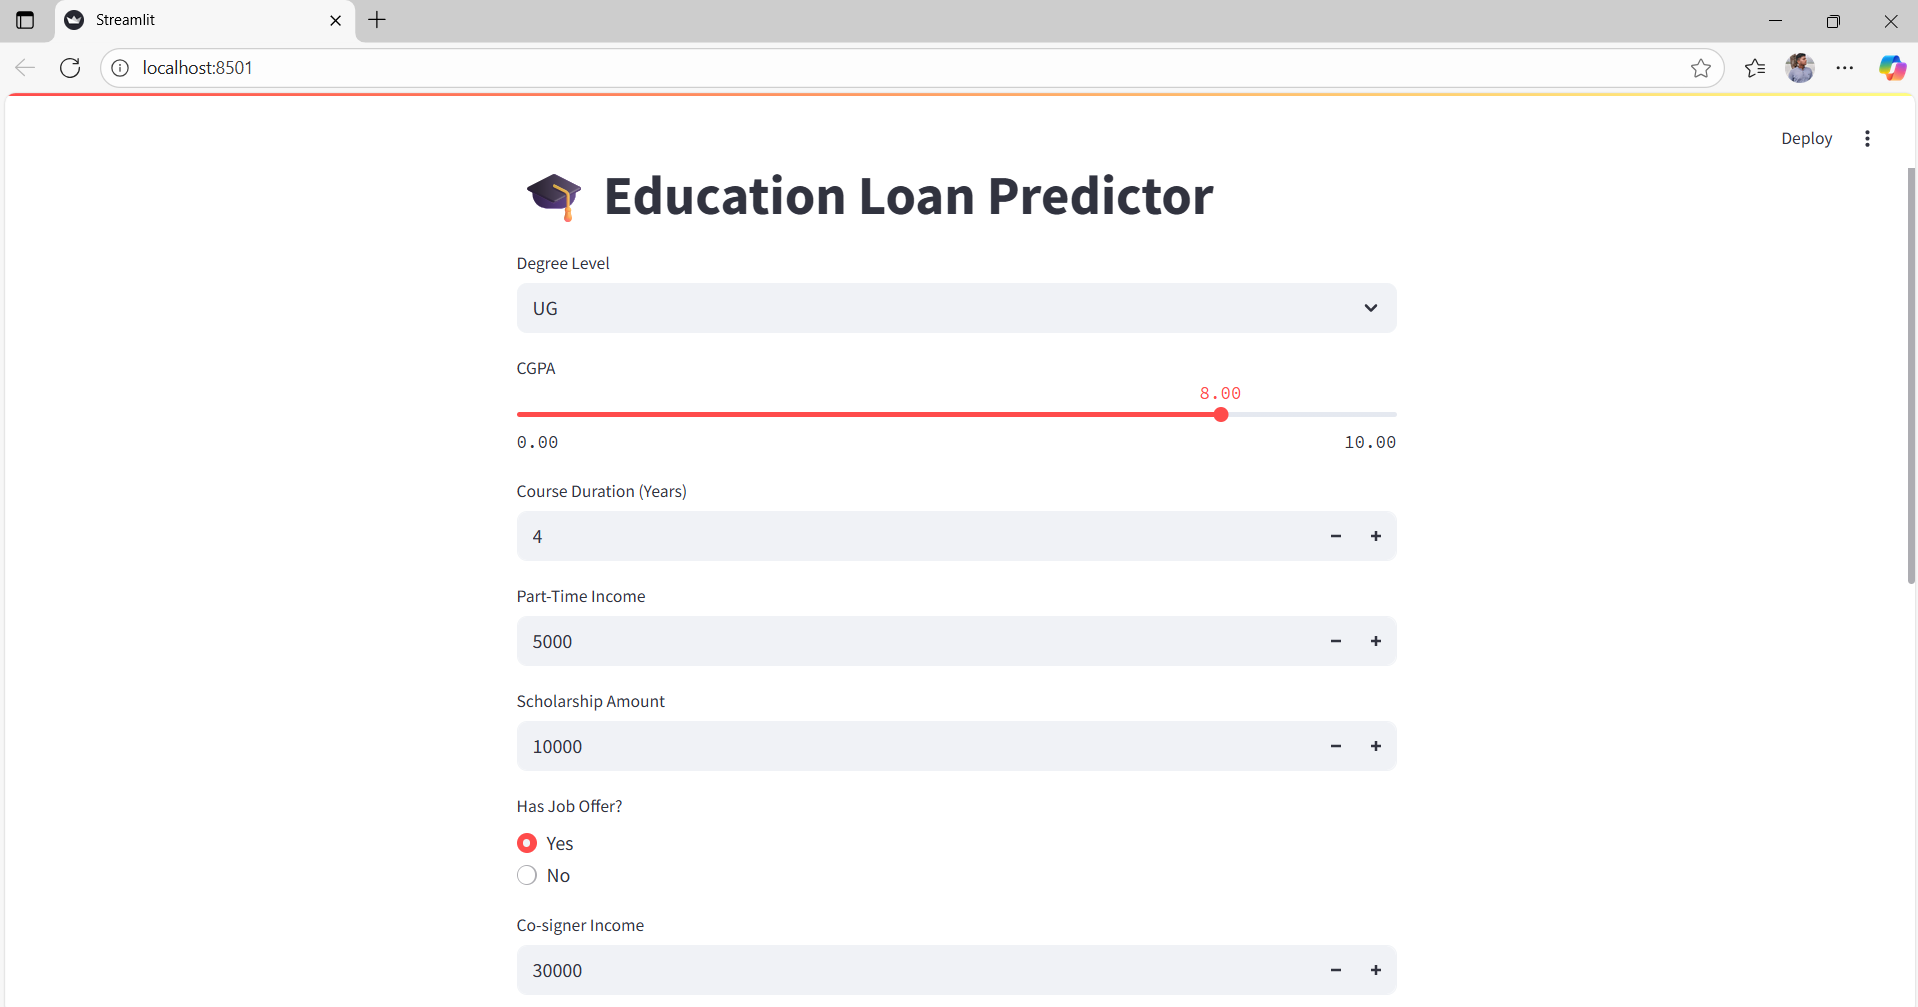 Streamlit
localhost:8501
Deploy
Education Loan Predictor
Degree Level
UG
CGPA
8.00
0.00
10.00
Course Duration (Years)
4
Part-Time Income
5000
Scholarship Amount
10000
Has Job Offer?
Yes
No
Co-signer Income
30000